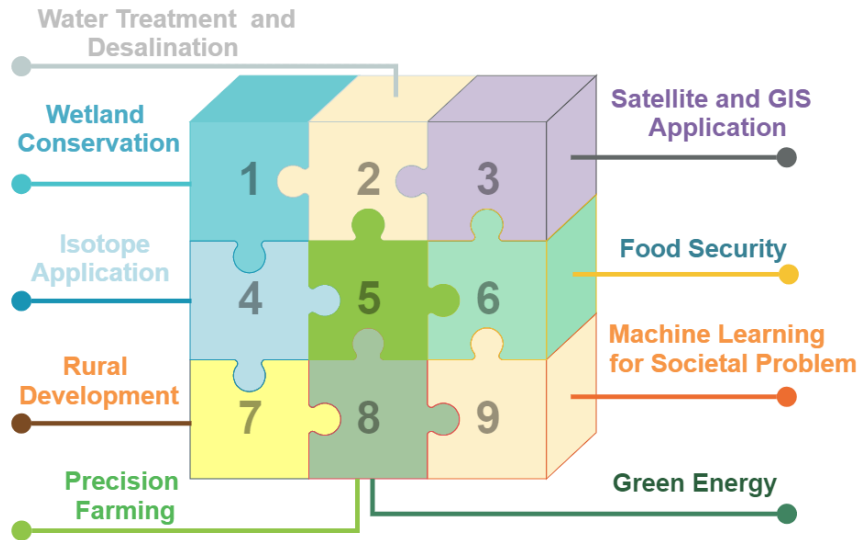 Water Treatment and
Desalination
Wetland
Conservation
Satellite and GIS
Application
1
2
3
Isotope
Application
Food Security
4
5
6
Rural
Development
Machine Learning
for Societal Problem
7
8
9
Precision
Farming
Green Energy